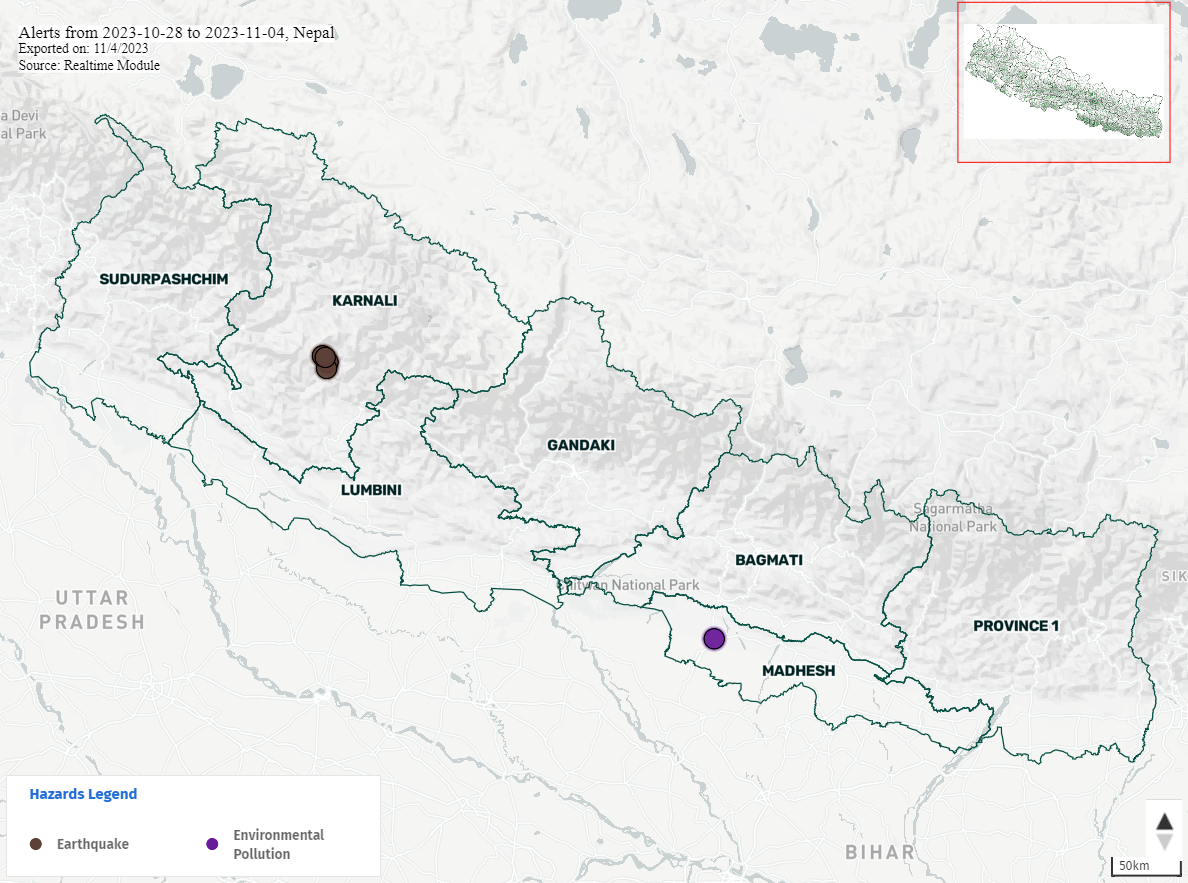 Alerts from 2023-10-28 to 2023-11-04, Nepal
Exported on: 11/4/2023
Source: Realtime Module
a Devi
al Park
SUDURPASHCHIM
KARNALI
GANDAKI
LUMBINI
Sagarmatha
National Park
BAGMATI
Chitwan National Park
SIK
UTTAR
PRADESH
PROVINCE 1
MADHESH
Hazards Legend
Earthquake
Environmental
Pollution
BIHAR
50km